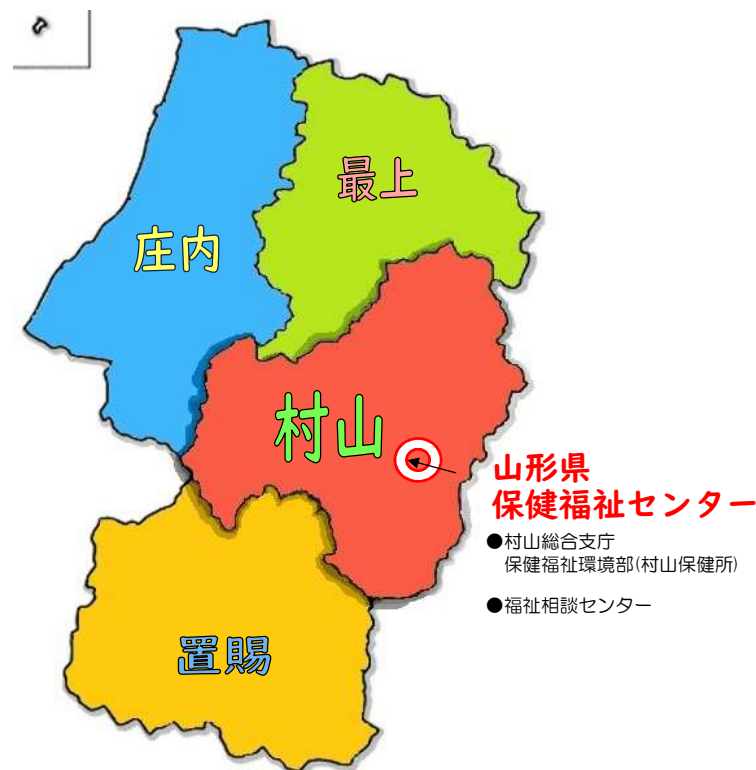 最上
庄内
村山
山形県
保健福祉センター
●村山総合支庁
保健福祉環境部(村山保健所)
●福祉相談センター
置賜